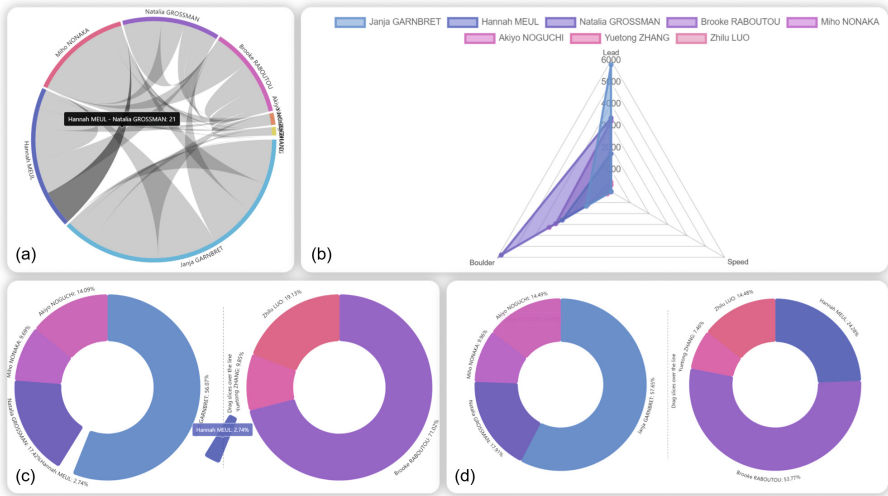 Natalia GROSSMAN
Miho NONAKA
Brooke RABOUTOU
Hannah MEUL - Natalia GROSSMAN: 21
Hannah MEUL
Janja GARNBRET
(a)
Janja GARNBRET Hannah MEUL Natalia GROSSMAN Brooke RABOUTOU Miho NONAKA
Akiyo NOGUCHI Yuetong ZHANG Zhilu LUO
Lead
6000
5000
4000
Boulder
Speed
(b)
Akiyo NOGUCHI: 14.09%
Miho NONAKA: 9.69%
Natalia GROSSMAN: 17.42%
Hannah MEUL: 2.74%
GARNBRET: 56.07%
Drag slices over the line
Hannah MEUL: 2.74%
Zhilu LUO: 19.13%
Yuetong ZHANG: 9.85%
Brooke RABOUTOU: 71.02%
(c)
Akiyo NOGUCHI: 14.49%
Miho NONAKA: 9.96%
Natalia GROSSMAN: 17.91%
Janja GARNBRET: 57.65%
Drag slices over the line
Zhilu LUO: 14.48%
Yuetong ZHANG: 7.46%
Hannah MEUL: 24.28%
Brooke RABOUTOU: 53.77%
(d)